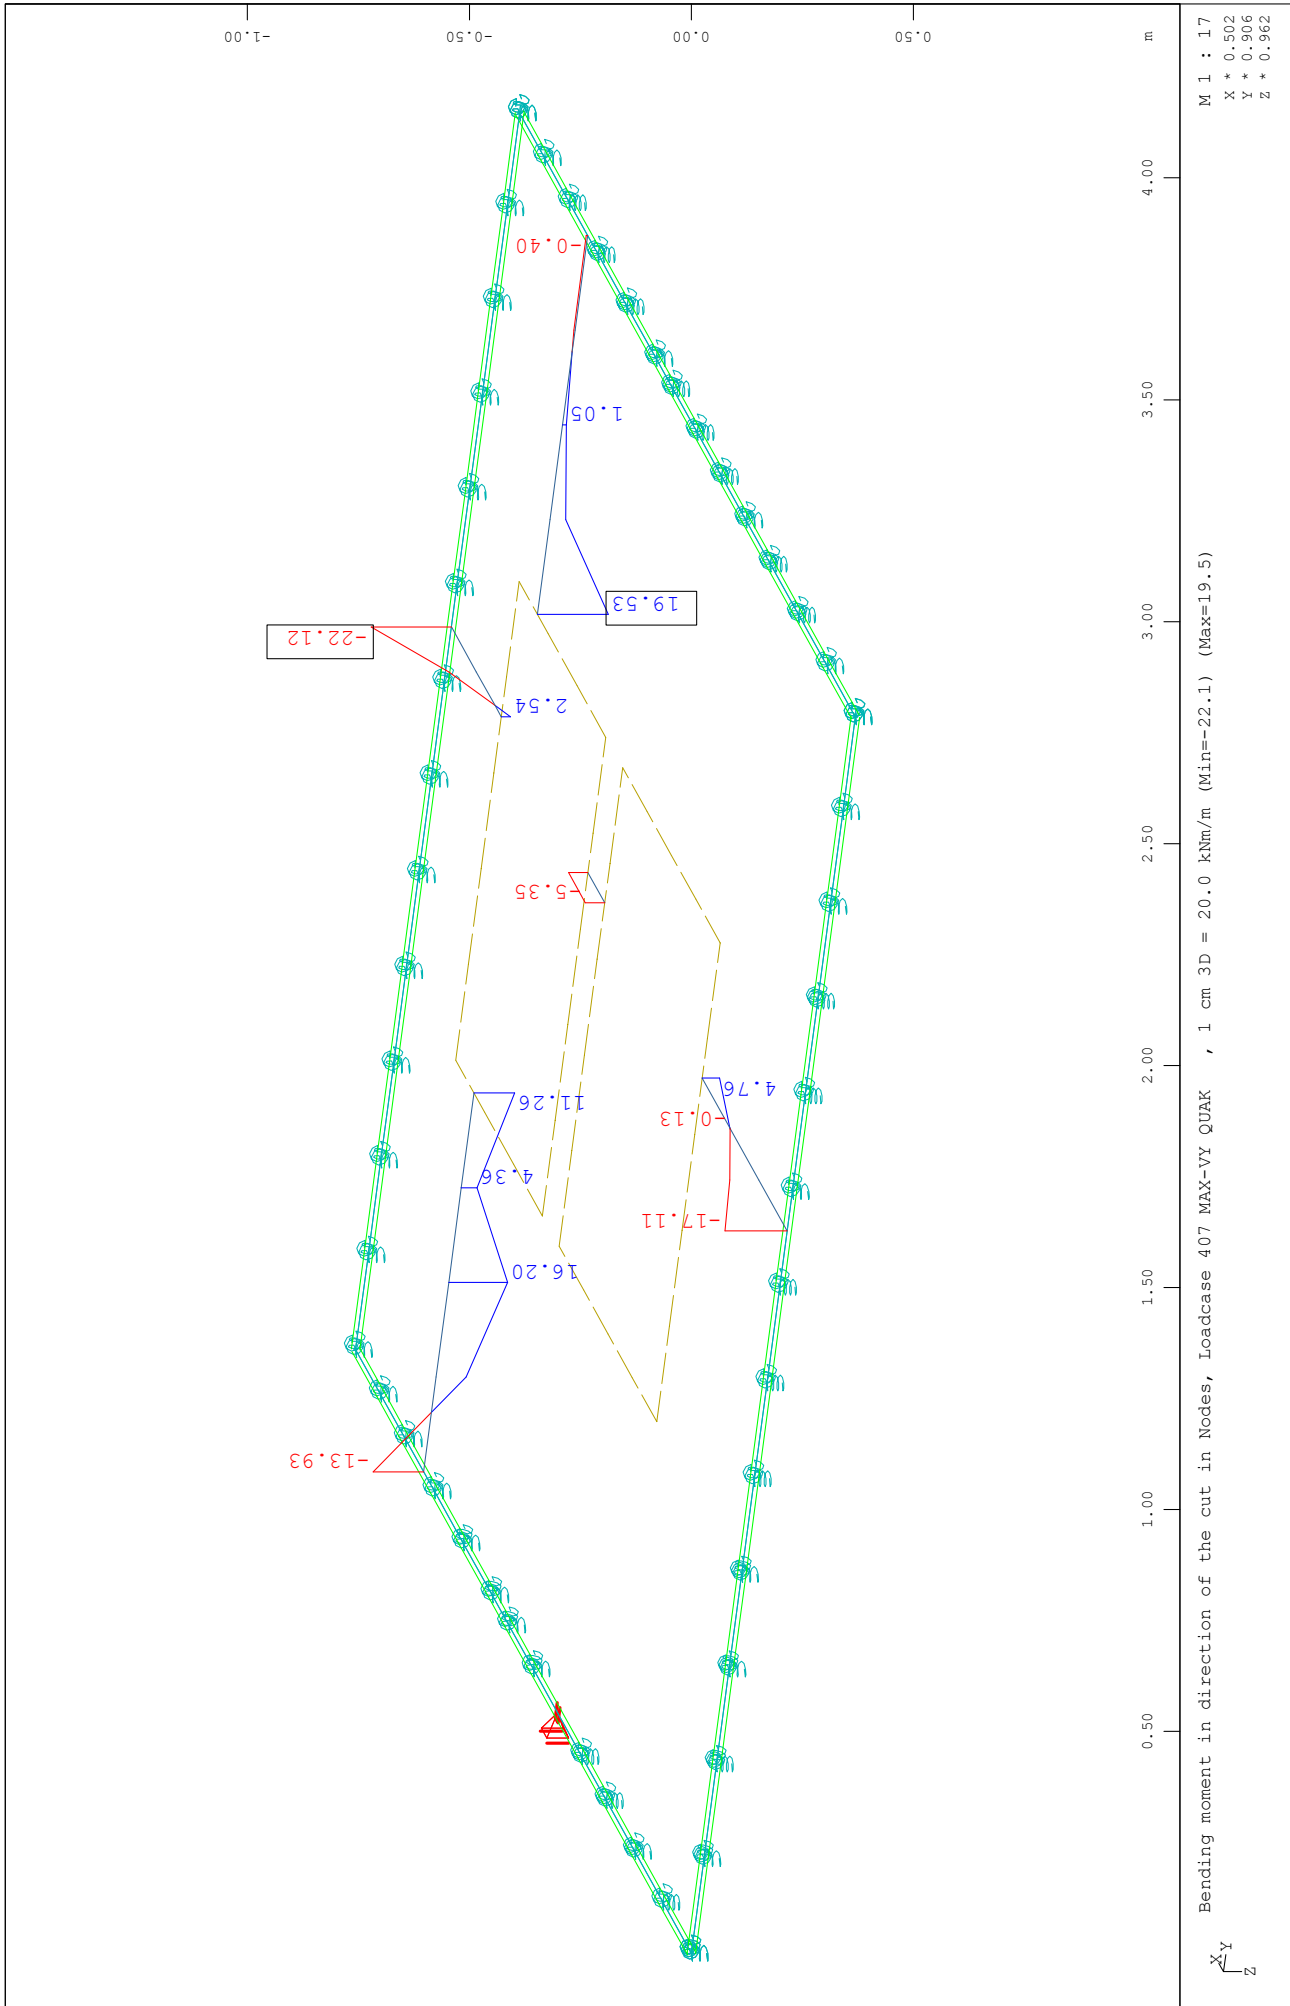 -1.00
-0.50
0.00
0.50
m
4.00
3.50
3.00
2.50
2.00
1.50
1.00
0.50
-0.40
1.05
19.53
-22.12
2.54
-5.35
11.26
4.36
16.20
-13.93
4.76
-0.13
-17.11
Bending moment in direction of the cut in Nodes, Loadcase 407 MAX-VY QUAK , 1 cm 3D = 20.0 kNm/m (Min=-22.1) (Max=19.5)
M 1 : 17
X * 0.502
Y * 0.906
Z * 0.962
X
Y
Z